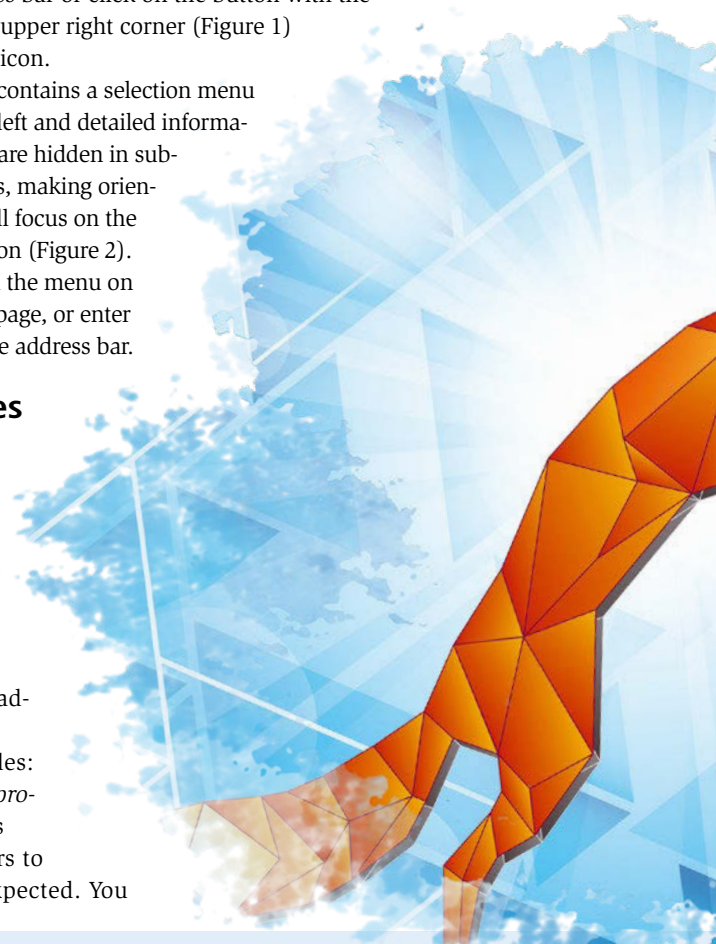 upper right corner (Figure 1)
icon.
contains a selection menu
left and detailed informa-
are hidden in sub-
s, making orien-
ll focus on the
on (Figure 2).
the menu on
page, or enter
e address bar.
es
ad-
les:
pro-
s
rs to
xpected. You